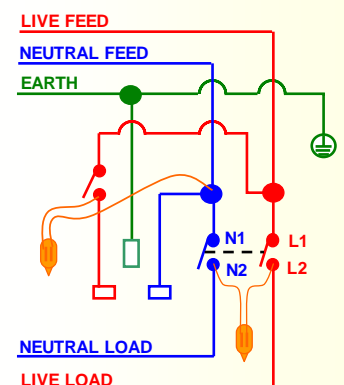 LIVE FEED
NEUTRAL FEED
EARTH
N1 L1
N2 L2
NEUTRAL LOAD
LIVE LOAD